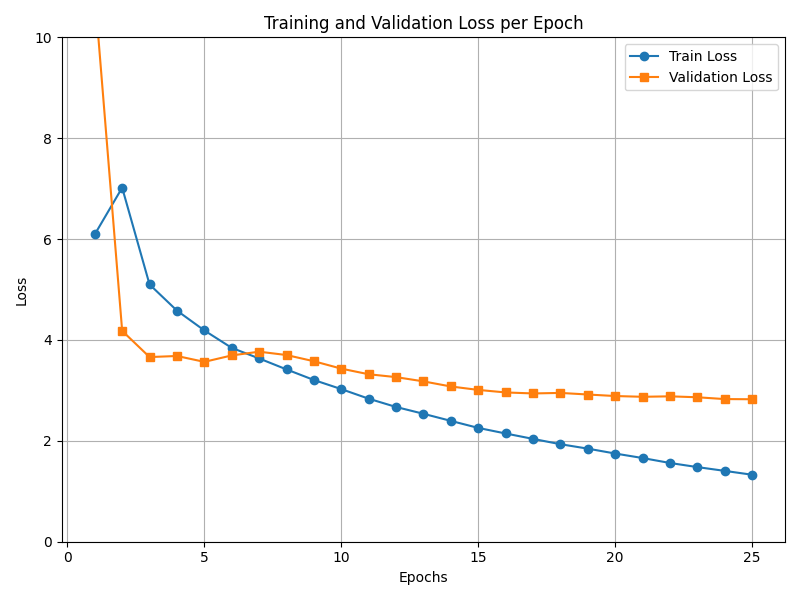 Training and Validation Loss per Epoch
Train Loss
Validation Loss
Loss
10
8
6
4
2
0
0 5 10 15 20 25
Epochs